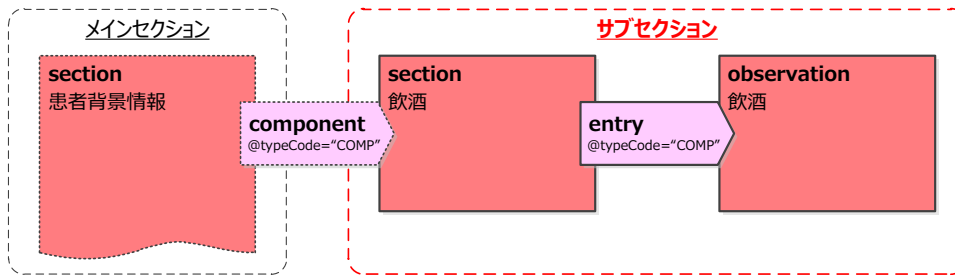 メインセクション
サブセクション
section
患者背景情報
component
@typeCode=“COMP”
section
飲酒
entry
@typeCode=“COMP”
observation
飲酒